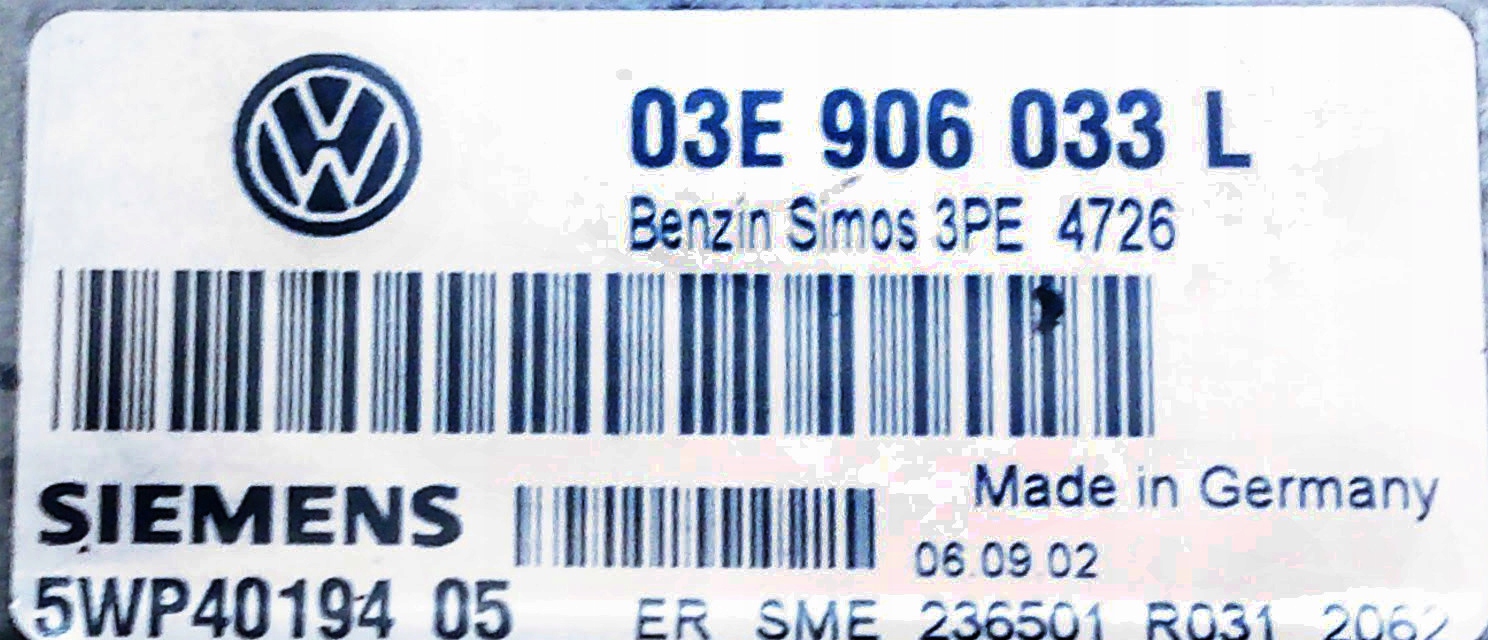 03E 906 033 L
Benzin Simos 3PE 4726
SIEMENS
Made in Germany
06.09.02
5WP40194 05
ER SME 236501 R031 2062